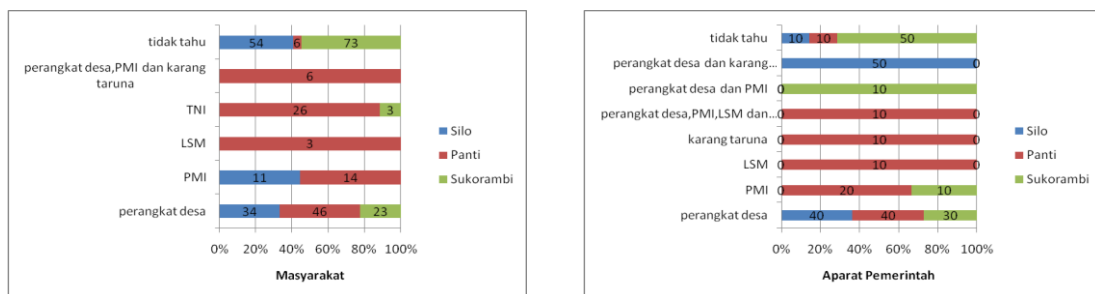 tidak tahu
54 6 73
perangkat desa,PMI dan karang
taruna
6
TNI
26 3
LSM
3
PMI
11 14
perangkat desa
34 46 23
0% 20% 40% 60% 80% 100%
Masyarakat
Silo
Panti
Sukorambi
tidak tahu
10 10 50
perangkat desa dan karang...
50 0
perangkat desa dan PMI
0 10
perangkat desa,PMI,LSM dan...
0 10 0
karang taruna
0 10 0
LSM
0 10 0
PMI
0 20 10
perangkat desa
40 40 30
0% 20% 40% 60% 80% 100%
Aparat Pemerintah
Silo
Panti
Sukorambi